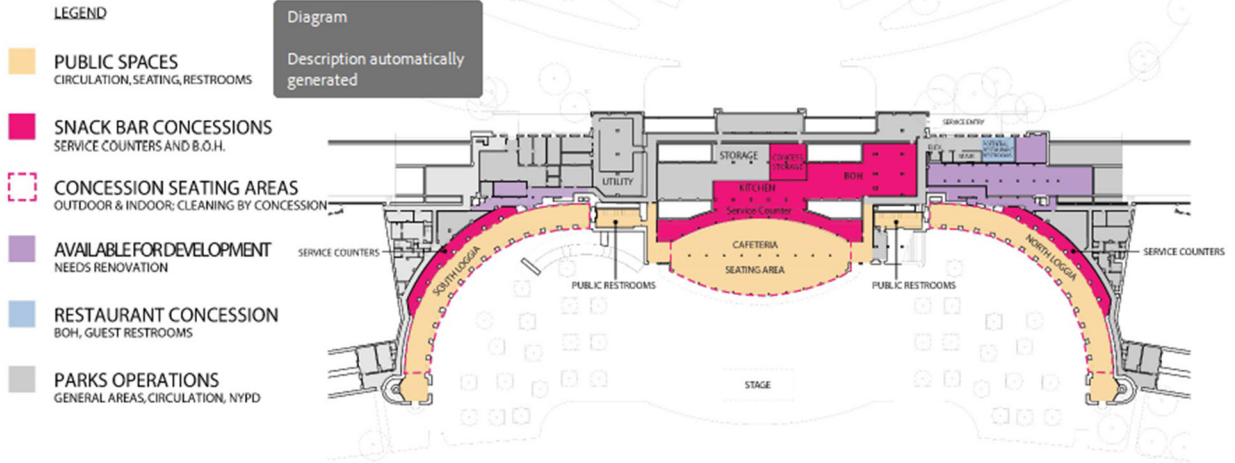 LEGEND
PUBLIC SPACES
CIRCULATION, SEATING, RESTROOMS
SNACK BAR CONCESSIONS
SERVICE COUNTERS AND B.O.H.
CONCESSION SEATING AREAS
OUTDOOR & INDOOR; CLEANING BY CONCESSION
AVAILABLE FOR DEVELOPMENT
NEEDS RENOVATION
RESTAURANT CONCESSION
BOH, GUEST RESTROOMS
PARKS OPERATIONS
GENERAL AREAS, CIRCULATION, NYPD
Diagram
Description automatically
generated
SERVICE ENTRY
STORAGE
CONCESS
STORAGE
ELEC
UTILITY
KITCHEN
BOH
Service Counter
CAFETERIA
SEATING AREA
SERVICE COUNTERS
SOUTH LOGGIA
PUBLIC RESTROOMS
PUBLIC RESTROOMS
NORTH LOGGIA
SERVICE COUNTERS
STAGE